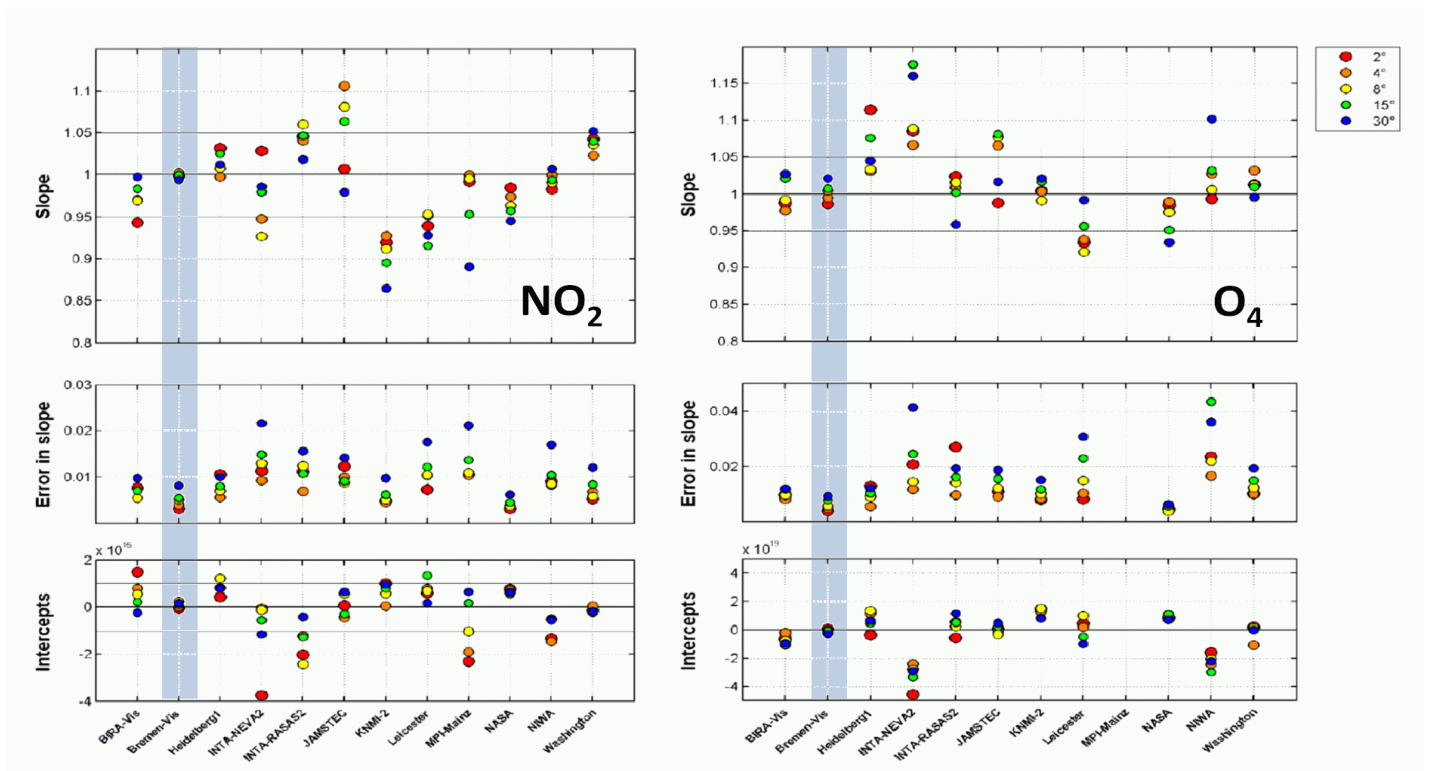 Slope
1.1
1.05
1
0.95
0.9
0.85
0.8
NO2
Error in slope
0.03
0.02
0.01
x 10
Intercepts
2
0
-2
-4
BIRA-Vis
Bremen-Vis
Heidelberg1
INTA-NEVA2
INTA-RASAS2
JAMSTEC
KNMI-2
Leicester
MPI-Mainz
NASA
NIWA
Washington
Slope
1.15
1.1
1.05
1
0.95
0.9
0.85
0.8
O4
2°
4°
8°
15°
30°
Error in slope
0.04
0.02
x 10 19
Intercepts
4
2
0
-2
-4
BIRA-Vis
Bremen-Vis
Heidelberg1
INTA-NEVA2
INTA-RASAS2
JAMSTEC
KNMI-2
Leicester
MPI-Mainz
NASA
NIWA
Washington